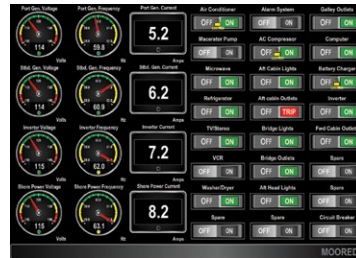 Port Gen. Voltage Port Gen. Frequency Port Gen. Current Air Conditioner Alarm System Galley Outlets
114 Volts 59.8 Hz 5.2 Amps OFF ON OFF ON OFF ON
Macerator Pump AC Compressor Computer
OFF ON OFF ON OFF ON
Stbd. Gen. Voltage Stbd. Gen. Frequency Stbd. Gen. Current Microwave Aft Cabin Lights Battery Charger
114 Volts 60.2 Hz 6.2 Amps OFF ON OFF ON OFF ON
Refrigerator Aft cabin Outlets Inverter
OFF ON OFF TRIP OFF ON
Inverter Voltage Inverter Frequency Inverter Current TV/Stereo Bridge Lights Fwd Cabin Outlets
115 Volts 62.0 Hz 7.2 Amps OFF ON OFF ON OFF ON
VCR Bridge Outlets Spare
OFF ON OFF ON OFF ON
Shore Power Voltage Shore Power Frequency Shore Power Current Washer/Dryer Aft Head Lights Spare
115 Volts 63.1 Hz 8.2 Amps OFF ON OFF ON OFF ON
Spare Spare Circuit Breaker
OFF ON OFF ON OFF ON
MOORED